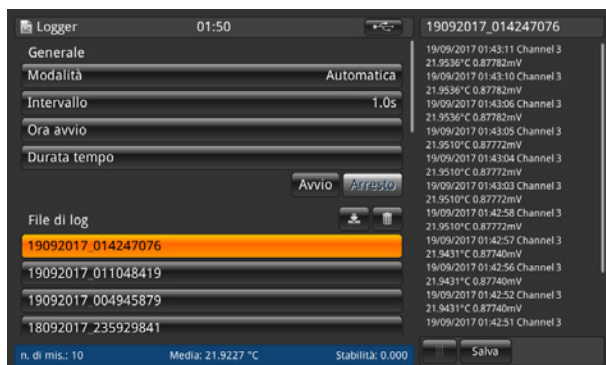 Logger 01:50
Generale
Modalità Automatica
Intervallo 1.0s
Ora avvio
Durata tempo
Avvio Arresto
File di log
19092017_014247076
19092017_011048419
19092017_004945879
18092017_235929841
n. di mis.: 10 Media: 21.9227 °C Stabilità: 0.000
19092017_014247076
19/09/2017 01:43:11 Channel 3
21.9536°C 0.87782mV
19/09/2017 01:43:10 Channel 3
21.9536°C 0.87782mV
19/09/2017 01:43:06 Channel 3
21.9536°C 0.87782mV
19/09/2017 01:43:05 Channel 3
21.9510°C 0.87772mV
19/09/2017 01:43:04 Channel 3
21.9510°C 0.87772mV
19/09/2017 01:43:03 Channel 3
21.9510°C 0.87772mV
19/09/2017 01:42:58 Channel 3
21.9510°C 0.87772mV
19/09/2017 01:42:57 Channel 3
21.9431°C 0.87740mV
19/09/2017 01:42:56 Channel 3
21.9431°C 0.87740mV
19/09/2017 01:42:52 Channel 3
21.9431°C 0.87740mV
19/09/2017 01:42:51 Channel 3
Salva